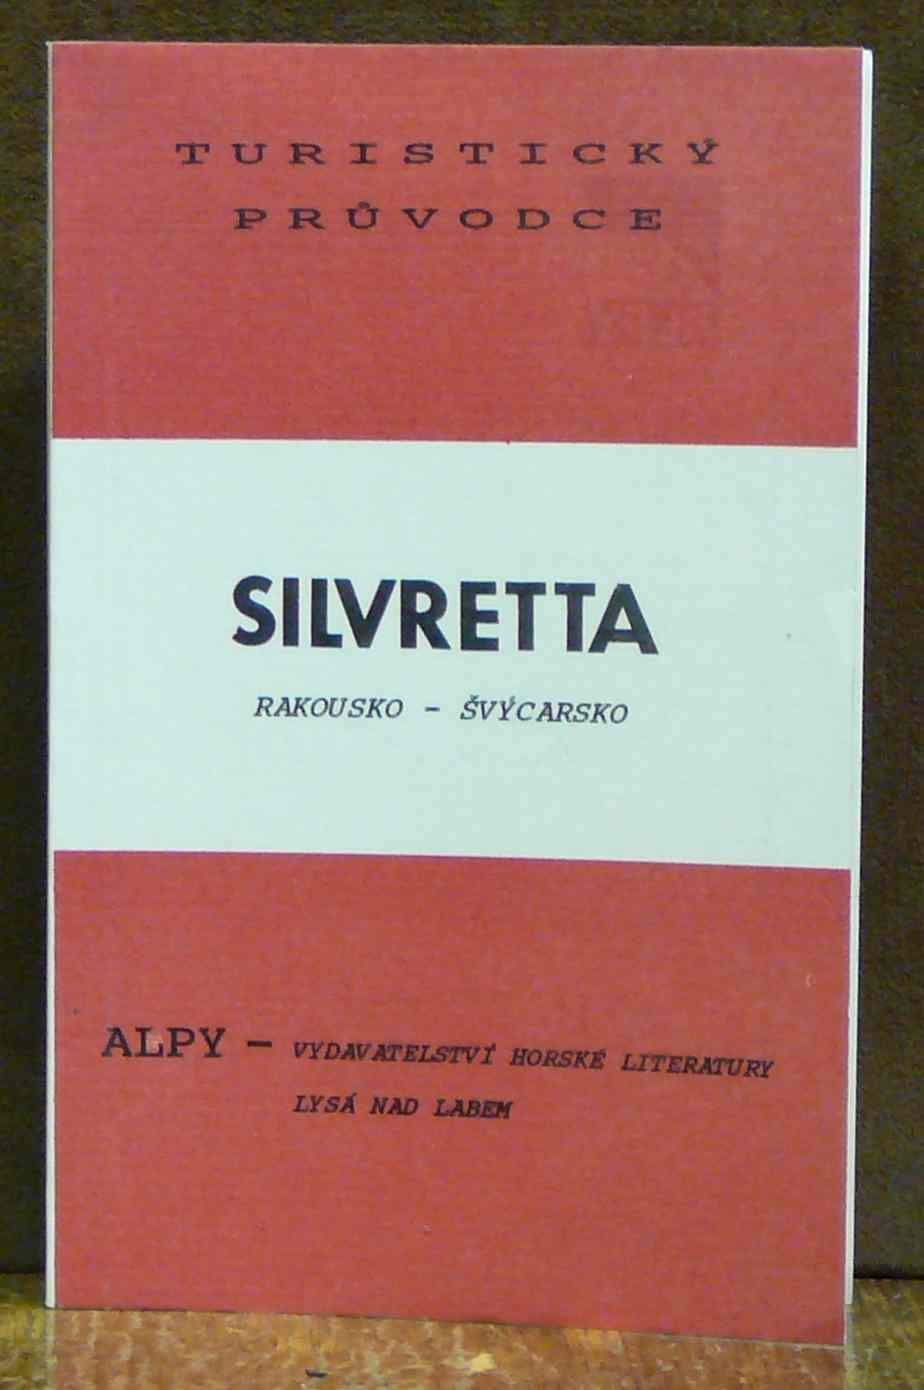 TURISTICKÝ
PRŮVODCE
SILVRETTA
RAKOUSKO - ŠVÝCARSKO
ALPY - VYDAVATELSTVÍ HORSKÉ LITERATURY
LYSÁ NAD LABEM